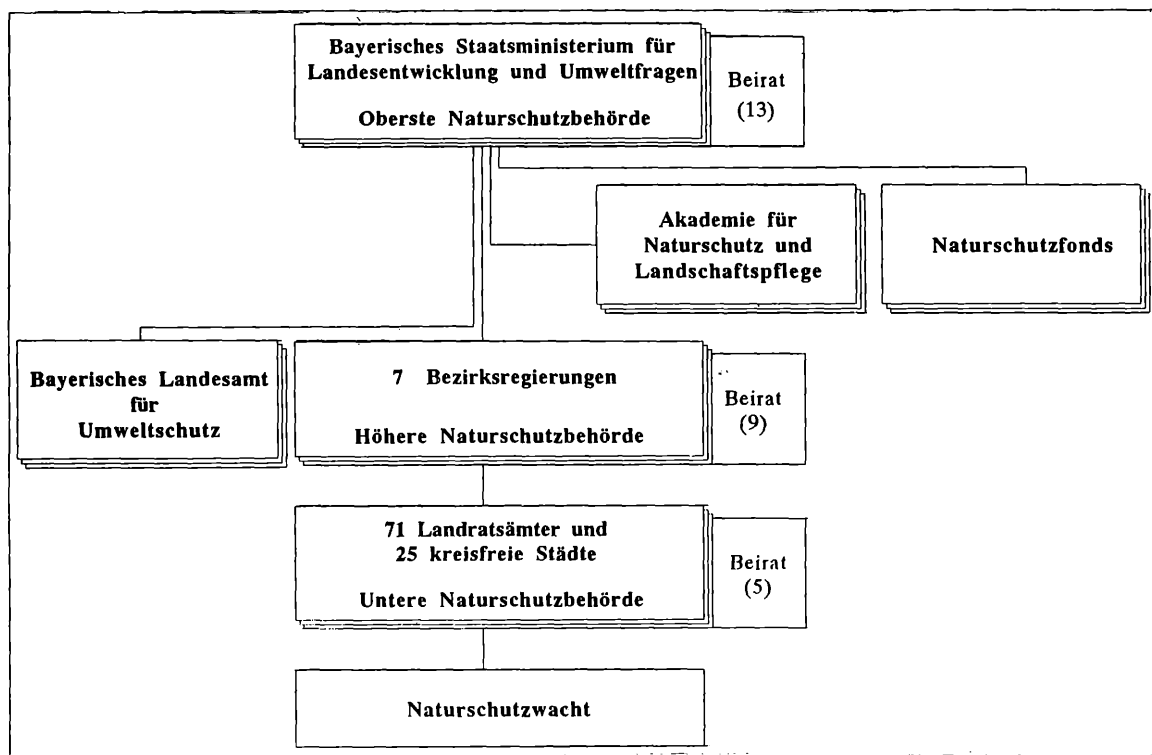 Bayerisches Staatsministerium für
Landesentwicklung und Umweltfragen
Oberste Naturschutzbehörde
Beirat
(13)
Akademie für
Naturschutz und
Landschaftspflege
Naturschutzfonds
Bayerisches Landesamt
für
Umweltschutz
7 Bezirksregierungen
Höhere Naturschutzbehörde
Beirat
(9)
71 Landratsämter und
25 kreisfreie Städte
Untere Naturschutzbehörde
Beirat
(5)
Naturschutzwacht